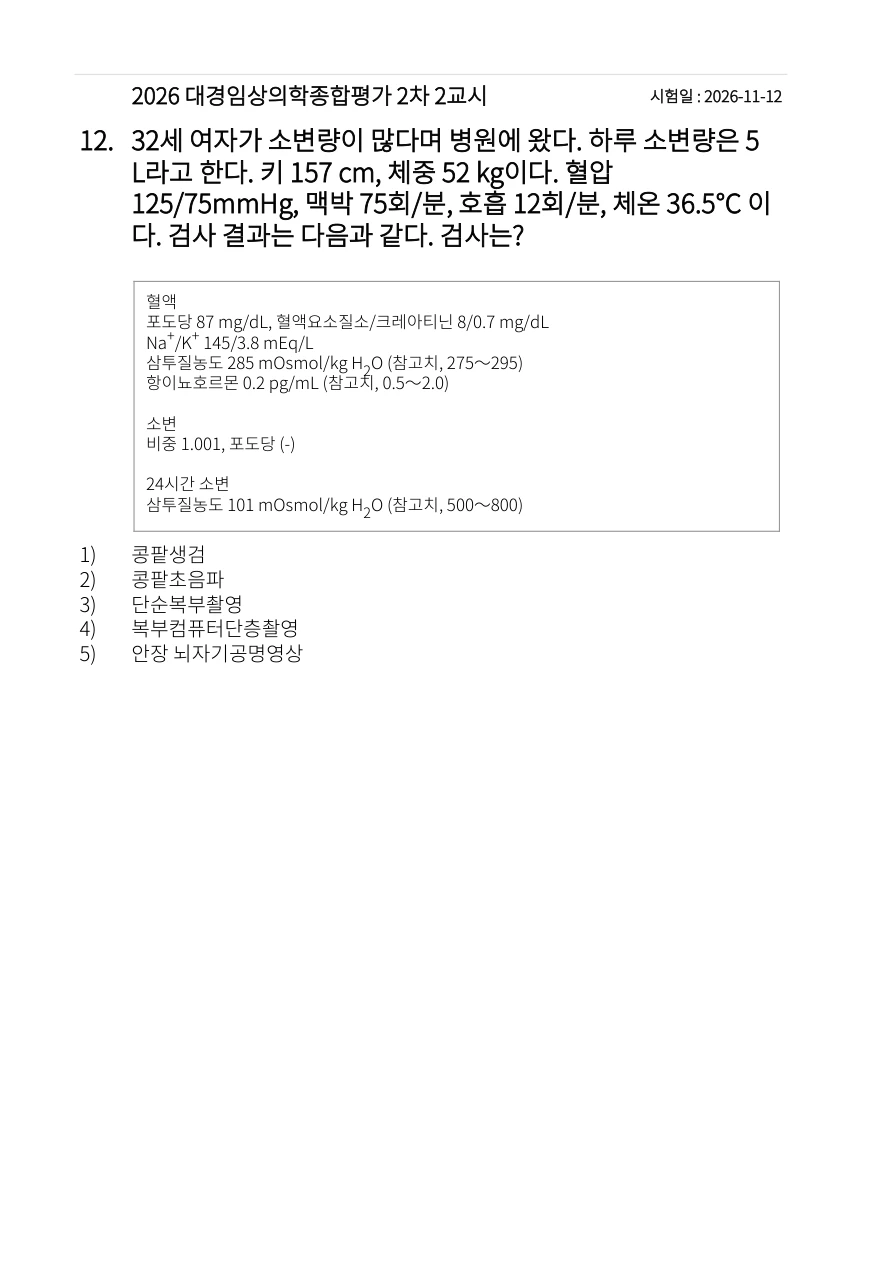 2026 대경임상의학종합평가 2차 2교시
시험일 : 2026-11-12
12. 32세 여자가 소변량이 많다며 병원에 왔다. 하루 소변량은 5
L라고 한다. 키 157 cm, 체중 52 kg이다. 혈압
125/75mmHg, 맥박 75회/분, 호흡 12회/분, 체온 36.5℃ 이
다. 검사 결과는 다음과 같다. 검사는?
혈액
포도당 87 mg/dL, 혈액요소질소/크레아티닌 8/0.7 mg/dL
Na⁺/K⁺ 145/3.8 mEq/L
삼투질농도 285 mOsmol/kg H₂O (참고치, 275～295)
항이뇨호르몬 0.2 pg/mL (참고치, 0.5～2.0)
소변
비중 1.001, 포도당 (-)
24시간 소변
삼투질농도 101 mOsmol/kg H₂O (참고치, 500～800)
1) 콩팥생검
2) 콩팥초음파
3) 단순복부촬영
4) 복부컴퓨터단층촬영
5) 안장 뇌자기공명영상